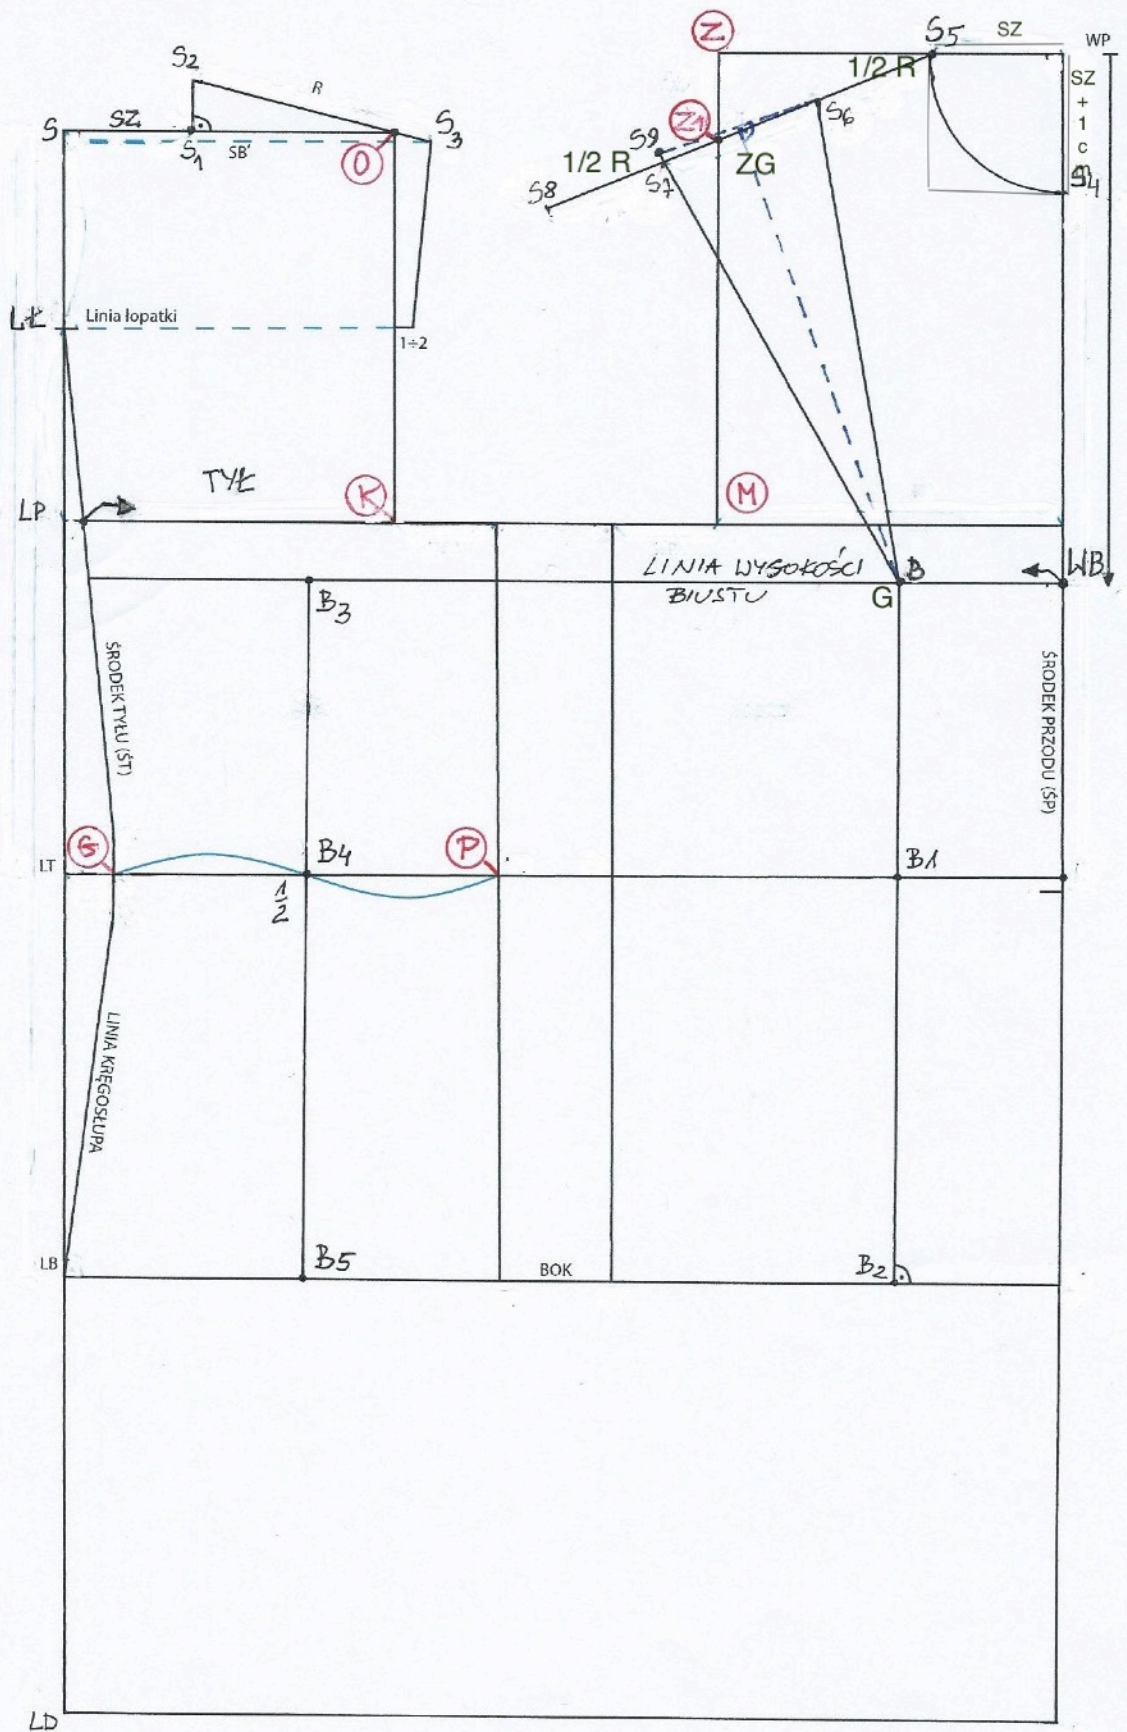 Z
S5
SZ
WP
S2
R
1/2 R
SZ
+
1
c
m
S
SZ
S1
SB'
S3
O
Z1
S6
S9
1/2 R
ZG
S7
S8
S4
LŁ
Linia łopatki
1÷2
TYŁ
LP
K
M
LINIA WYSOKOŚCI
BIUSTU
B
WB
G
B3
ŚRODEK TYŁU (ŚT)
ŚRODEK PRZODU (ŚP)
LT
G
B4
1
2
P
B1
LINIA KRĘGOSŁUPA
LB
B5
BOK
B2
LD